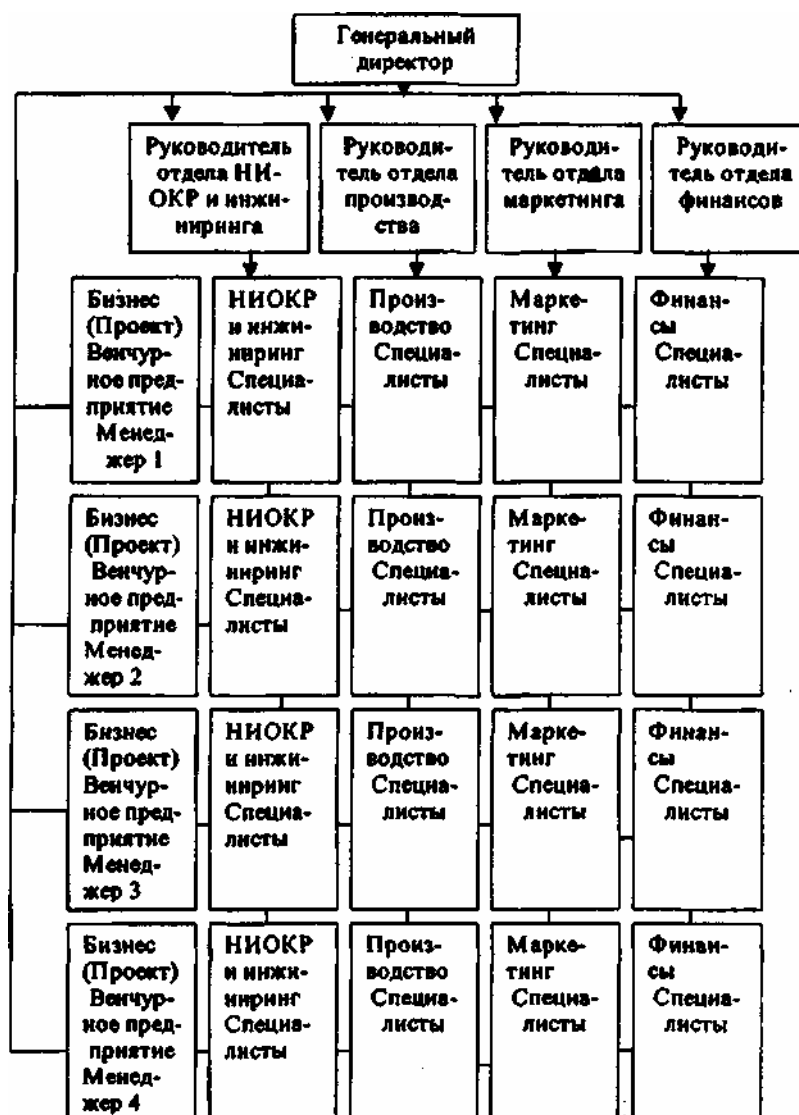 Генеральный
директор
Руководитель
отдела НИ-
ОКР и инжи-
ниринга
Руководи-
тель отдела
производ-
ства
Руководи-
тель отдела
маркетинга
Руководи-
тель отдела
финансов
Бизнес
(Проект)
Венчур-
ное пред-
приятие
Менед-
жер 1
НИОКР
и инжи-
ниринг
Специа-
листы
Произ-
водство
Специа-
листы
Марке-
тинг
Специа-
листы
Финан-
сы
Специа-
листы
Бизнес
(Проект)
Венчур-
ное пред-
приятие
Менед-
жер 2
НИОКР
и инжи-
ниринг
Специа-
листы
Произ-
водство
Специа-
листы
Марке-
тинг
Специа-
листы
Финан-
сы
Специа-
листы
Бизнес
(Проект)
Венчур-
ное пред-
приятие
Менед-
жер 3
НИОКР
и инжи-
ниринг
Специа-
листы
Произ-
водство
Специа-
листы
Марке-
тинг
Специа-
листы
Финан-
сы
Специа-
листы
Бизнес
(Проект)
Венчур-
ное пред-
приятие
Менед-
жер 4
НИОКР
и инжи-
ниринг
Специа-
листы
Произ-
водство
Специа-
листы
Марке-
тинг
Специа-
листы
Финан-
сы
Специа-
листы